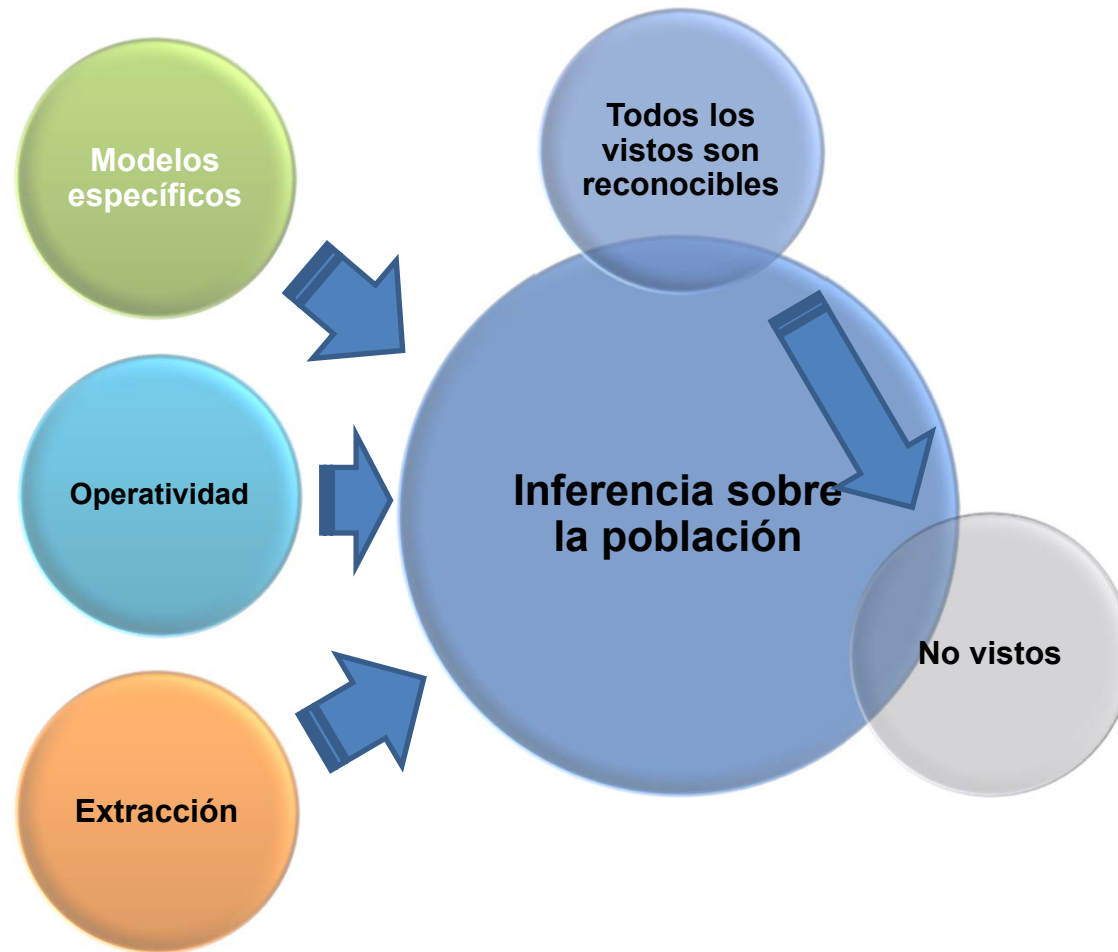 Modelos
específicos
Todos los
vistos son
reconocibles
Operatividad
Inferencia sobre
la población
No vistos
Extracción